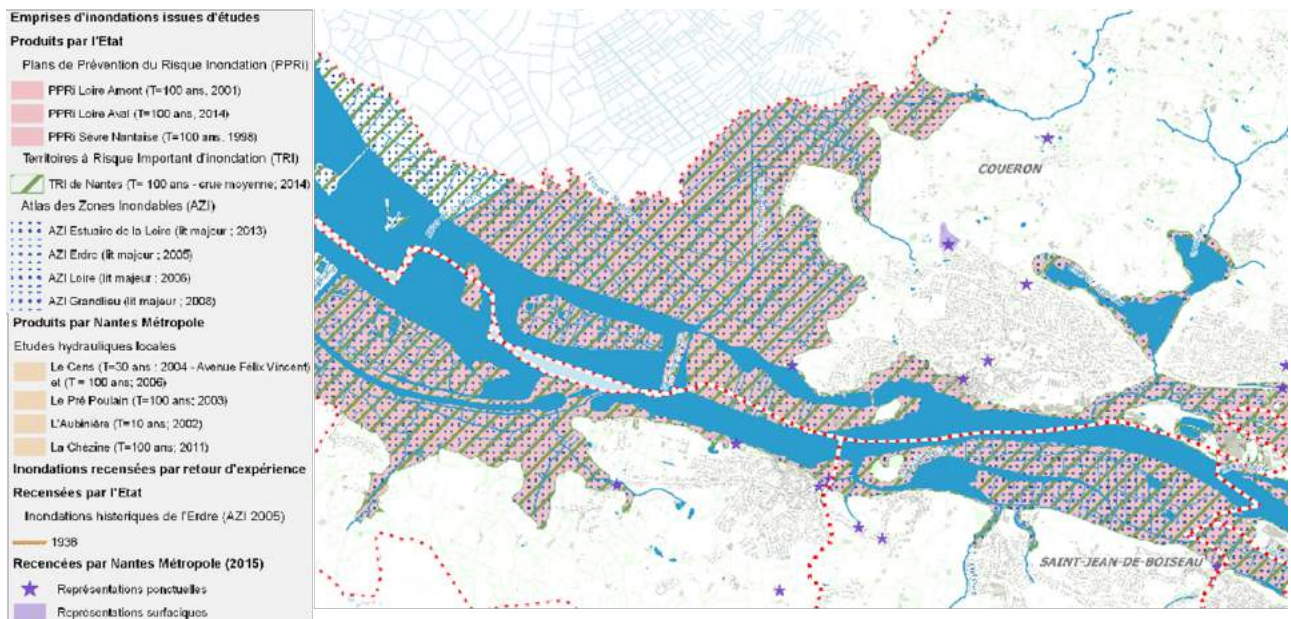 Emprises d'inondations issues d'études
Produits par l'Etat
Plans de Prévention du Risque Inondation (PPRi)
PPRi Loire Amont (T=100 ans, 2001)
PPRi Loire Aval (T=100 ans, 2014)
PPRi Sèvre Nantaise (T=100 ans, 1998)
Territoires à Risque Important d'inondation (TRI)
TRI de Nantes (T= 100 ans - crue moyenne; 2014)
Atlas des Zones Inondables (AZI)
AZI Estuaire de la Loire (lit majeur ; 2013)
AZI Erdre (lit majeur ; 2005)
AZI Loire (lit majeur ; 2006)
AZI Grandlieu (lit majeur ; 2008)
Produits par Nantes Métropole
Etudes hydrauliques locales
Le Cens (T=30 ans ; 2004 - Avenue Félix Vincent)
et (T = 100 ans; 2006)
Le Pré Poulain (T=100 ans; 2003)
L'Aubinière (T=10 ans; 2002)
La Chézine (T=100 ans; 2011)
Inondations recensées par retour d'expérience
Recensées par l'Etat
Inondations historiques de l'Erdre (AZI 2005)
1936
Recencées par Nantes Métropole (2015)
Représentations ponctuelles
Representations surfaciques
COUERON
SAINT-JEAN-DE-BOISEAU